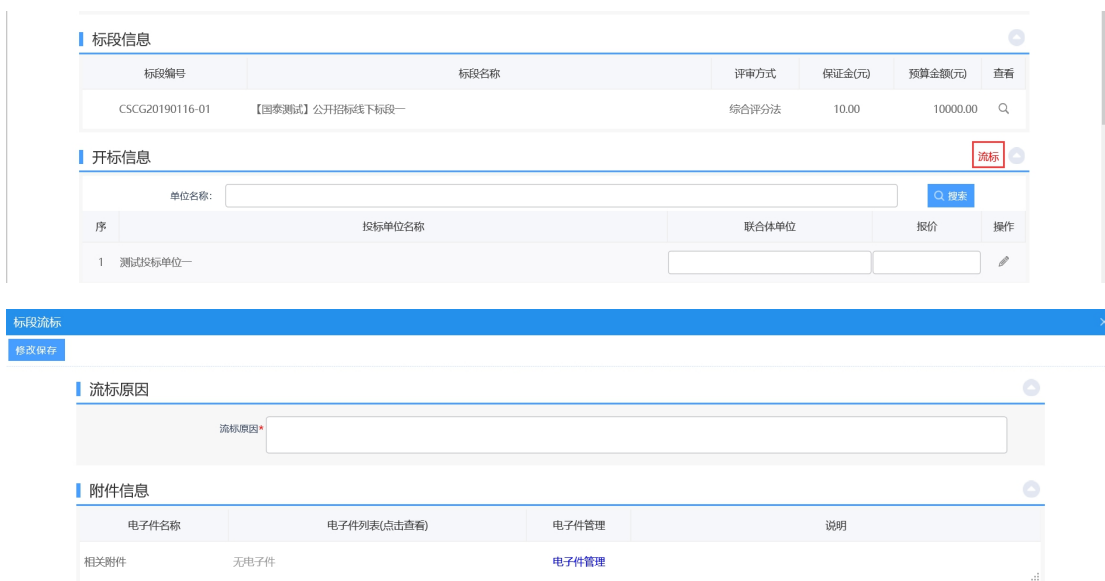 标段信息
标段编号 标段名称 评审方式 保证金(元) 预算金额(元) 查看
CSCG20190116-01 【国泰测试】公开招标线下标段一 综合评分法 10.00 10000.00
开标信息 流标
单位名称: 搜索
序 投标单位名称 联合体单位 报价 操作
1 测试投标单位一
标段流标
修改保存
流标原因
流标原因*
附件信息
电子件名称 电子件列表(点击查看) 电子件管理 说明
相关附件 无电子件 电子件管理